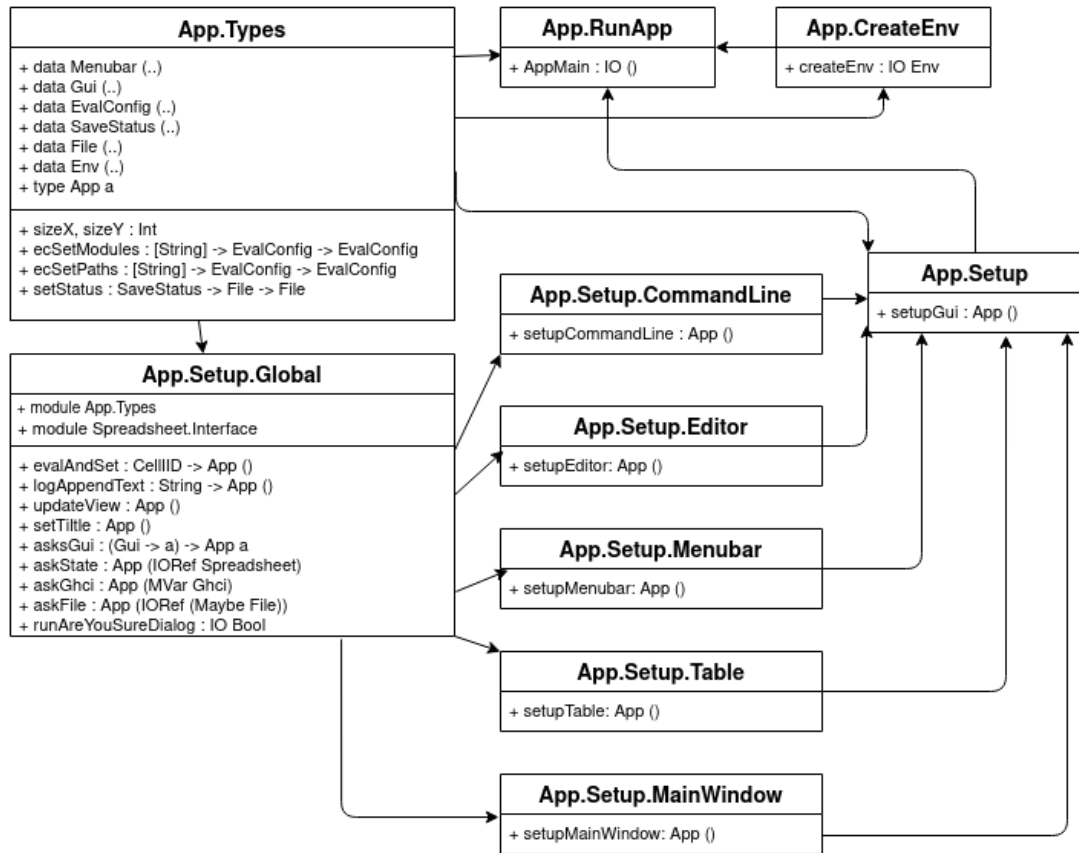 App.Types
+ data Menubar (..)
+ data Gui (..)
+ data EvalConfig (..)
+ data SaveStatus (..)
+ data File (..)
+ data Env (..)
+ type App a
+ sizeX, sizeY : Int
+ ecSetModules : [String] -> EvalConfig -> EvalConfig
+ ecSetPaths : [String] -> EvalConfig -> EvalConfig
+ setStatus : SaveStatus -> File -> File
App.RunApp
+ AppMain : IO ()
App.CreateEnv
+ createEnv : IO Env
App.Setup
+ setupGui : App ()
App.Setup.Global
+ module App.Types
+ module Spreadsheet.Interface
+ evalAndSet : CellIID -> App ()
+ logAppendText : String -> App ()
+ updateView : App ()
+ setTiltle : App ()
+ asksGui : (Gui -> a) -> App a
+ askState : App (IORef Spreadsheet)
+ askGhci : App (MVar Ghci)
+ askFile : App (IORef (Maybe File))
+ runAreYouSureDialog : IO Bool
App.Setup.CommandLine
+ setupCommandLine : App ()
App.Setup.Editor
+ setupEditor: App ()
App.Setup.Menubar
+ setupMenubar: App ()
App.Setup.Table
+ setupTable: App ()
App.Setup.MainWindow
+ setupMainWindow: App ()